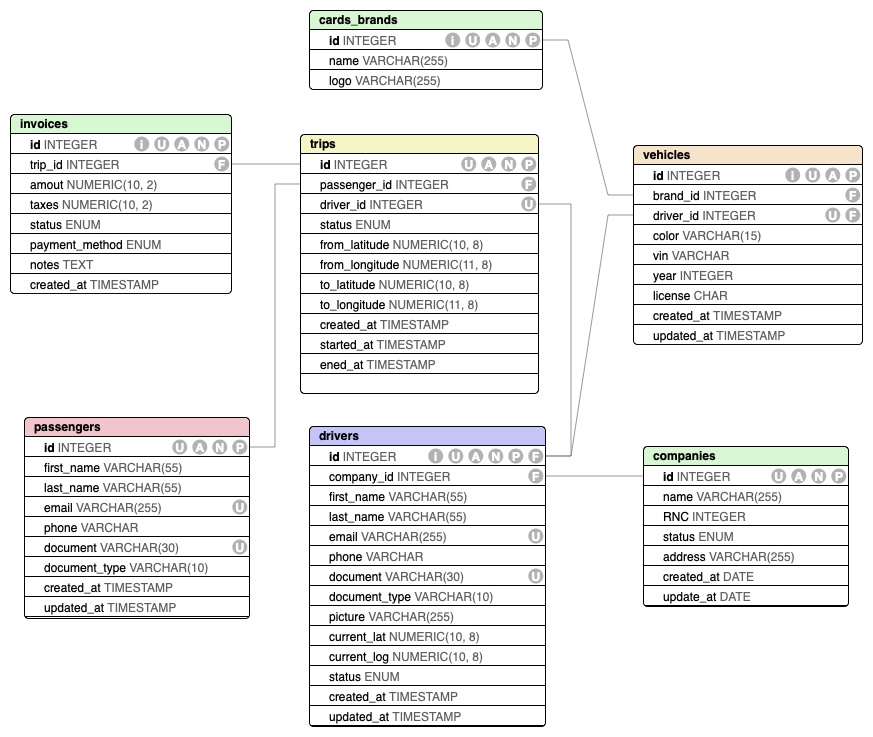 cards_brands
id INTEGER i U A N P
name VARCHAR(255)
logo VARCHAR(255)
invoices
id INTEGER i U A N P
trip_id INTEGER F
amout NUMERIC(10, 2)
taxes NUMERIC(10, 2)
status ENUM
payment_method ENUM
notes TEXT
created_at TIMESTAMP
trips
id INTEGER U A N P
passenger_id INTEGER F
driver_id INTEGER U
status ENUM
from_latitude NUMERIC(10, 8)
from_longitude NUMERIC(11, 8)
to_latitude NUMERIC(10, 8)
to_longitude NUMERIC(11, 8)
created_at TIMESTAMP
started_at TIMESTAMP
ened_at TIMESTAMP
vehicles
id INTEGER i U A P
brand_id INTEGER F
driver_id INTEGER U F
color VARCHAR(15)
vin VARCHAR
year INTEGER
license CHAR
created_at TIMESTAMP
updated_at TIMESTAMP
passengers
id INTEGER U A N P
first_name VARCHAR(55)
last_name VARCHAR(55)
email VARCHAR(255) U
phone VARCHAR
document VARCHAR(30) U
document_type VARCHAR(10)
created_at TIMESTAMP
updated_at TIMESTAMP
drivers
id INTEGER i U A N P F
company_id INTEGER F
first_name VARCHAR(55)
last_name VARCHAR(55)
email VARCHAR(255) U
phone VARCHAR
document VARCHAR(30) U
document_type VARCHAR(10)
picture VARCHAR(255)
current_lat NUMERIC(10, 8)
current_log NUMERIC(10, 8)
status ENUM
created_at TIMESTAMP
updated_at TIMESTAMP
companies
id INTEGER U A N P
name VARCHAR(255)
RNC INTEGER
status ENUM
address VARCHAR(255)
created_at DATE
update_at DATE